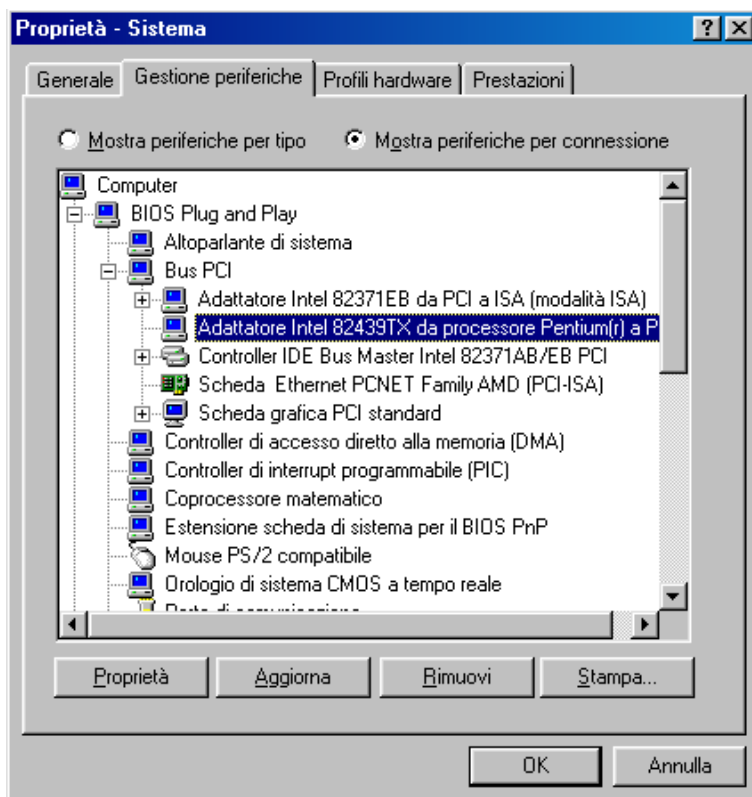 Proprietà - Sistema
Generale Gestione periferiche Profili hardware Prestazioni
Mostra periferiche per tipo Mostra periferiche per connessione
Computer
BIOS Plug and Play
Altoparlante di sistema
Bus PCI
Adattatore Intel 82371EB da PCI a ISA (modalità ISA)
Adattatore Intel 82439TX da processore Pentium(r) a P
Controller IDE Bus Master Intel 82371AB/EB PCI
Scheda Ethernet PCNET Family AMD (PCI-ISA)
Scheda grafica PCI standard
Controller di accesso diretto alla memoria (DMA)
Controller di interrupt programmabile (PIC)
Coprocessore matematico
Estensione scheda di sistema per il BIOS PnP
Mouse PS/2 compatibile
Orologio di sistema CMOS a tempo reale
Proprietà Aggiorna Rimuovi Stampa...
OK Annulla